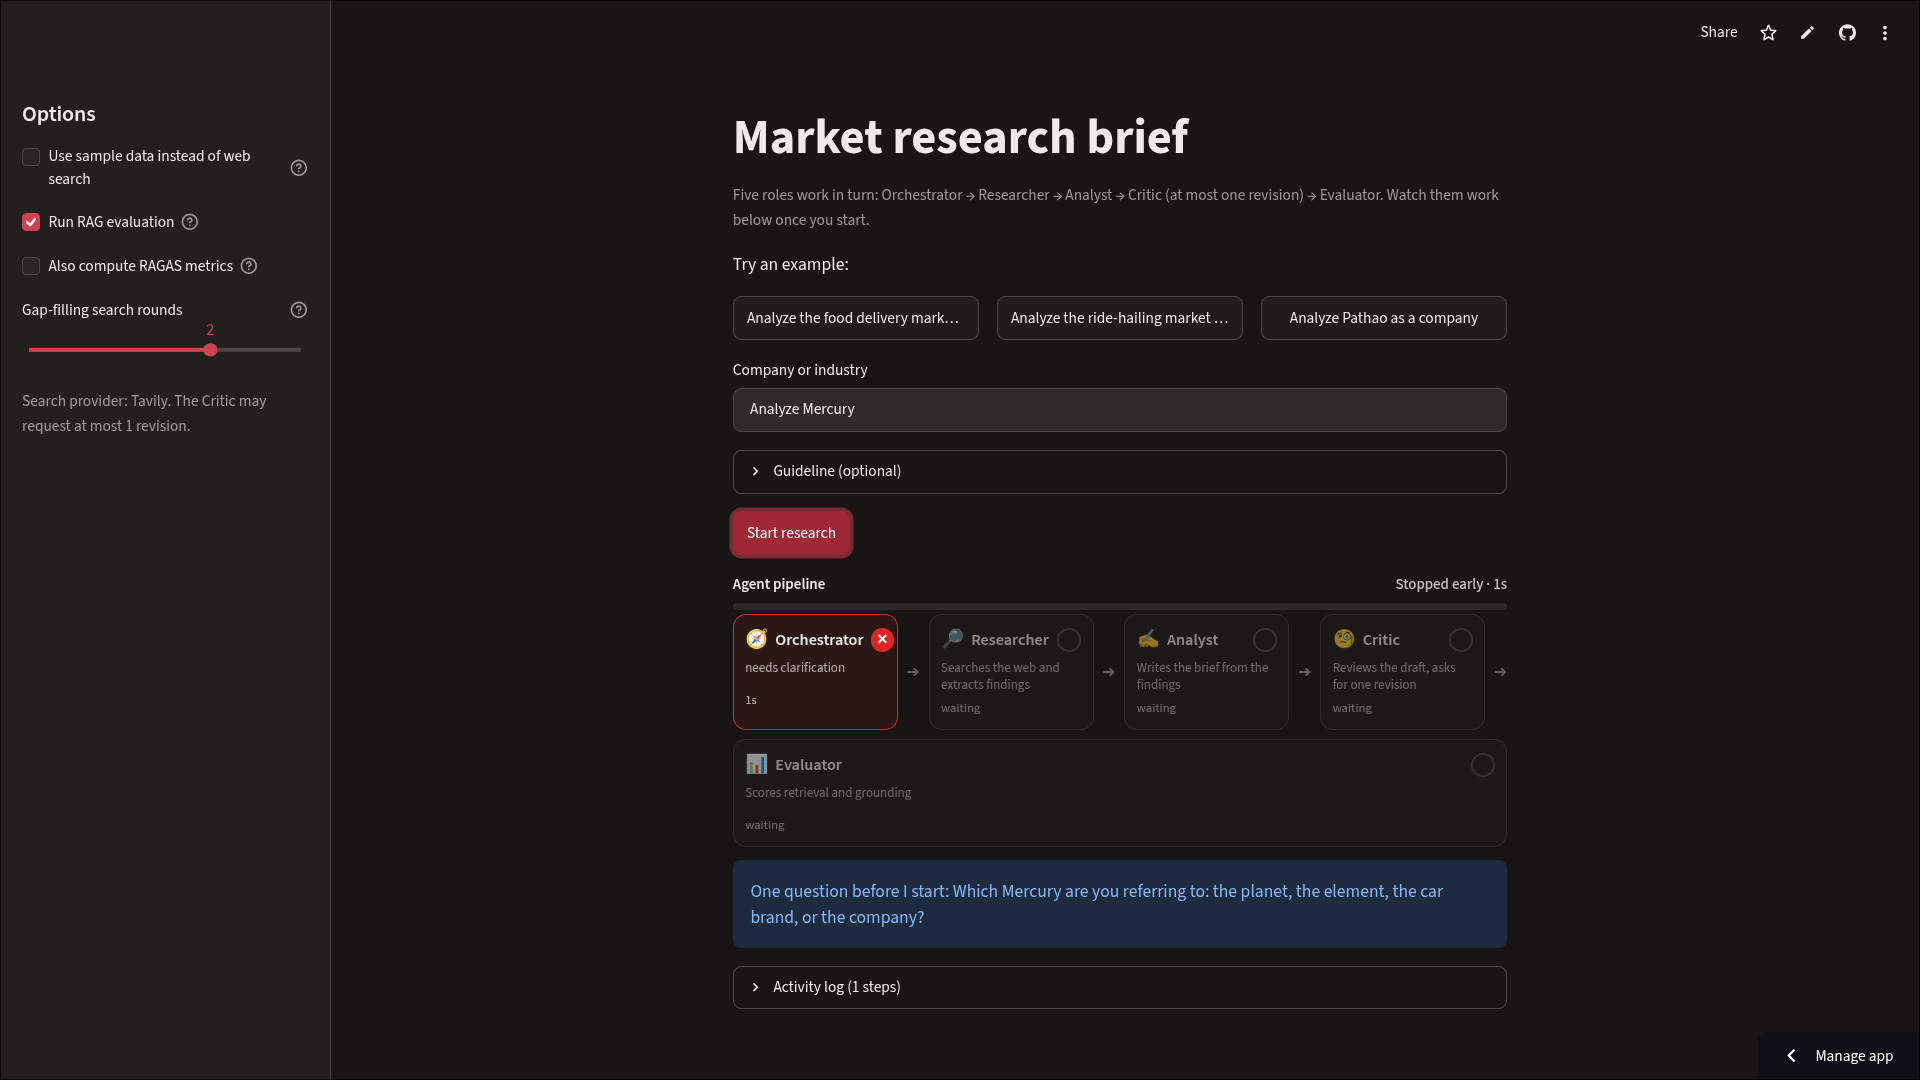 Share
Options
Use sample data instead of web
search
Run RAG evaluation
Also compute RAGAS metrics
Gap-filling search rounds
2
Search provider: Tavily. The Critic may
request at most 1 revision.
Market research brief
Five roles work in turn: Orchestrator → Researcher → Analyst → Critic (at most one revision) → Evaluator. Watch them work
below once you start.
Try an example:
Analyze the food delivery mark…
Analyze the ride-hailing market …
Analyze Pathao as a company
Company or industry
Analyze Mercury
Guideline (optional)
Start research
Agent pipeline
Stopped early · 1s
Orchestrator
needs clarification
1s
→
Researcher
Searches the web and
extracts findings
waiting
→
Analyst
Writes the brief from the
findings
waiting
→
Critic
Reviews the draft, asks
for one revision
waiting
→
Evaluator
Scores retrieval and grounding
waiting
One question before I start: Which Mercury are you referring to: the planet, the element, the car
brand, or the company?
Activity log (1 steps)
Manage app